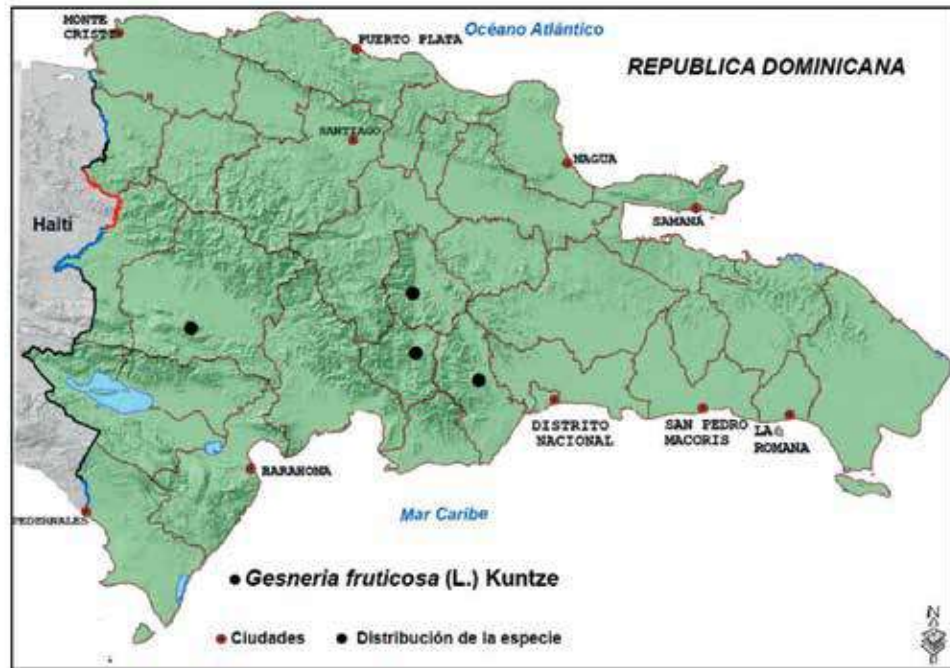 MONTE
CRISTI
PUERTO PLATA
Océano Atlántico
REPUBLICA DOMINICANA
SANTIAGO
NAGUA
SAMANÁ
Haití
DISTRITO
NACIONAL
SAN PEDRO
MACORIS
LA
ROMANA
BARAHONA
PEDERNALES
Mar Caribe
Gesneria fruticosa (L.) Kuntze
Ciudades
Distribución de la especie
N